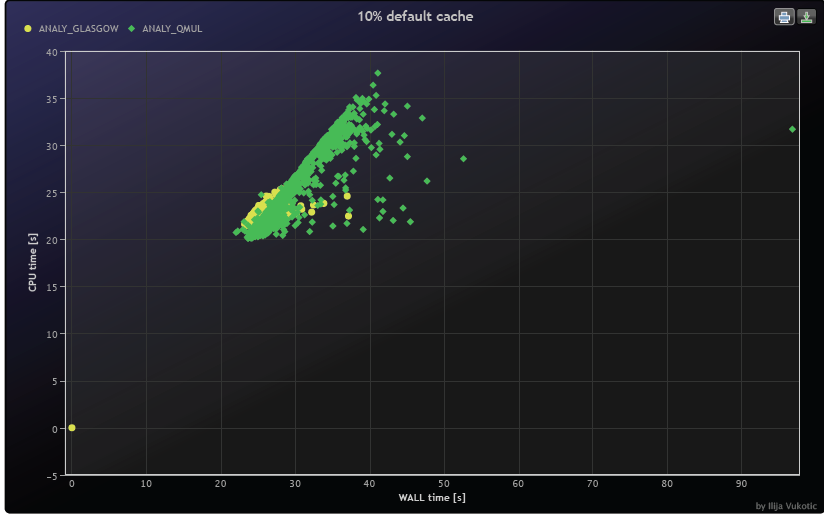 10% default cache
ANALY_GLASGOW ANALY_QMUL
40
35
30
25
20
15
10
5
0
-5
CPU time [s]
0 10 20 30 40 50 60 70 80 90
WALL time [s]
by Ilija Vukotic